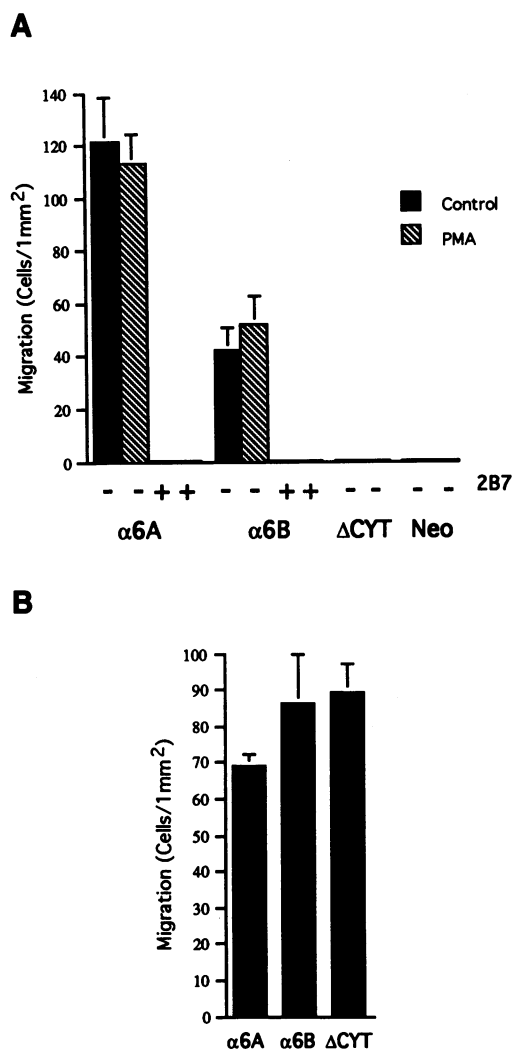 A
Migration (Cells/1mm²)
140
120
100
80
60
40
20
0
Control
PMA
- - + + - - + + - - - - 2B7
α6A α6B ΔCYT Neo
B
Migration (Cells/1mm²)
100
90
80
70
60
50
40
30
20
10
0
α6A α6B ΔCYT